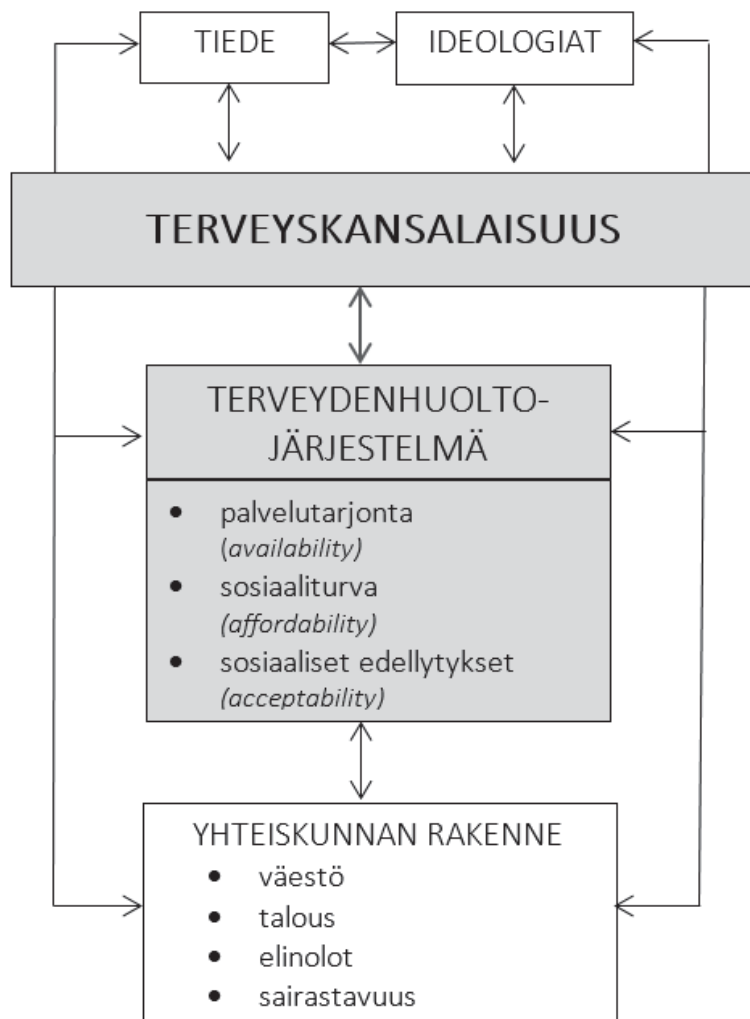 TIEDE
IDEOLOGIAT
TERVEYSKANSALAISUUS
TERVEYDENHUOLTO-
JÄRJESTELMÄ
• palvelutarjonta
(availability)
• sosiaaliturva
(affordability)
• sosiaaliset edellytykset
(acceptability)
YHTEISKUNNAN RAKENNE
• väestö
• talous
• elinolot
• sairastavuus